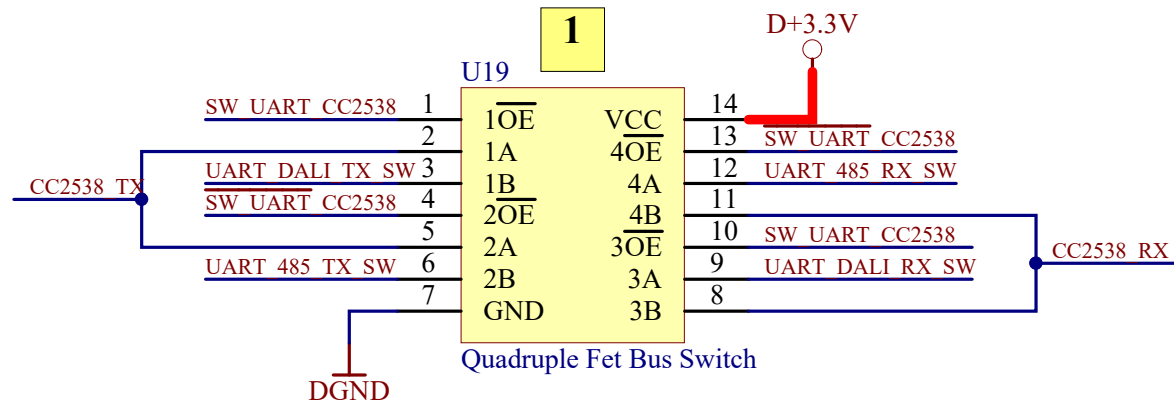 1
D+3.3V
U19
SW_UART_CC2538 1 1OE VCC 14
2 1A 4OE 13 SW_UART_CC2538
UART_DALI_TX_SW 3 1B 4A 12 UART_485_RX_SW
CC2538_TX
SW_UART_CC2538 4 2OE 4B 11
5 2A 3OE 10 SW_UART_CC2538
CC2538_RX
UART_485_TX_SW 6 2B 3A 9 UART_DALI_RX_SW
7 GND 3B 8
Quadruple Fet Bus Switch
DGND